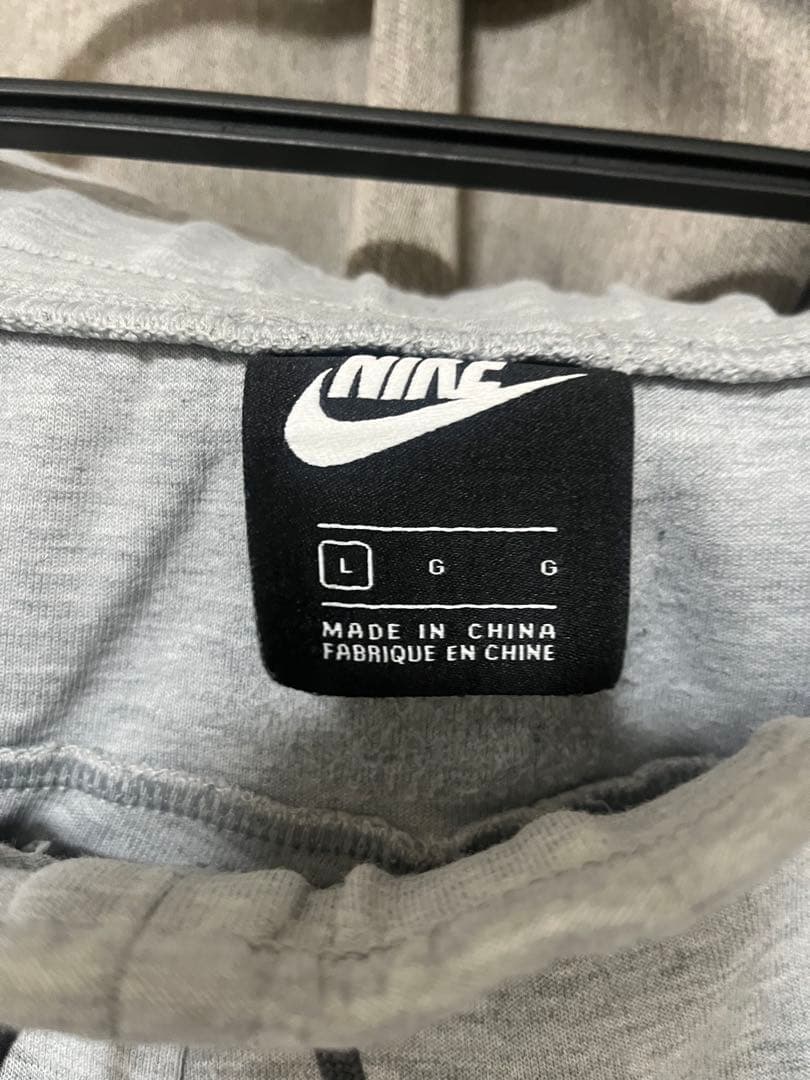 NIKE
L G G
MADE IN CHINA
FABRIQUE EN CHINE